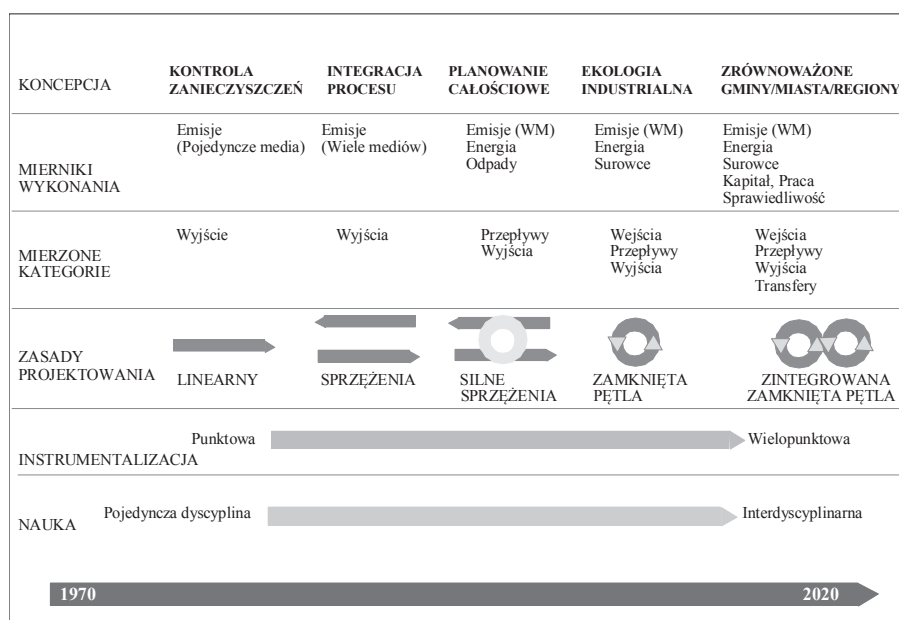 KONCEPCJA
KONTROLA
ZANIECZYSZCZEŃ
INTEGRACJA
PROCESU
PLANOWANIE
CAŁOŚCIOWE
EKOLOGIA
INDUSTRIALNA
ZRÓWNOWAŻONE
GMINY/MIASTA/REGIONY
MIERNIKI
WYKONANIA
Emisje
(Pojedyncze media)
Emisje
(Wiele mediów)
Emisje (WM)
Energia
Odpady
Emisje (WM)
Energia
Surowce
Emisje (WM)
Energia
Surowce
Kapitał, Praca
Sprawiedliwość
MIERZONE
KATEGORIE
Wyjście
Wyjścia
Przepływy
Wyjścia
Wejścia
Przepływy
Wyjścia
Wejścia
Przepływy
Wyjścia
Transfery
ZASADY
PROJEKTOWANIA
LINEARNY
SPRZĘŻENIA
SILNE
SPRZĘŻENIA
ZAMKNIĘTA
PĘTLA
ZINTEGROWANA
ZAMKNIĘTA PĘTLA
INSTRUMENTALIZACJA
Punktowa
Wielopunktowa
NAUKA
Pojedyncza dyscyplina
Interdyscyplinarna
1970
2020